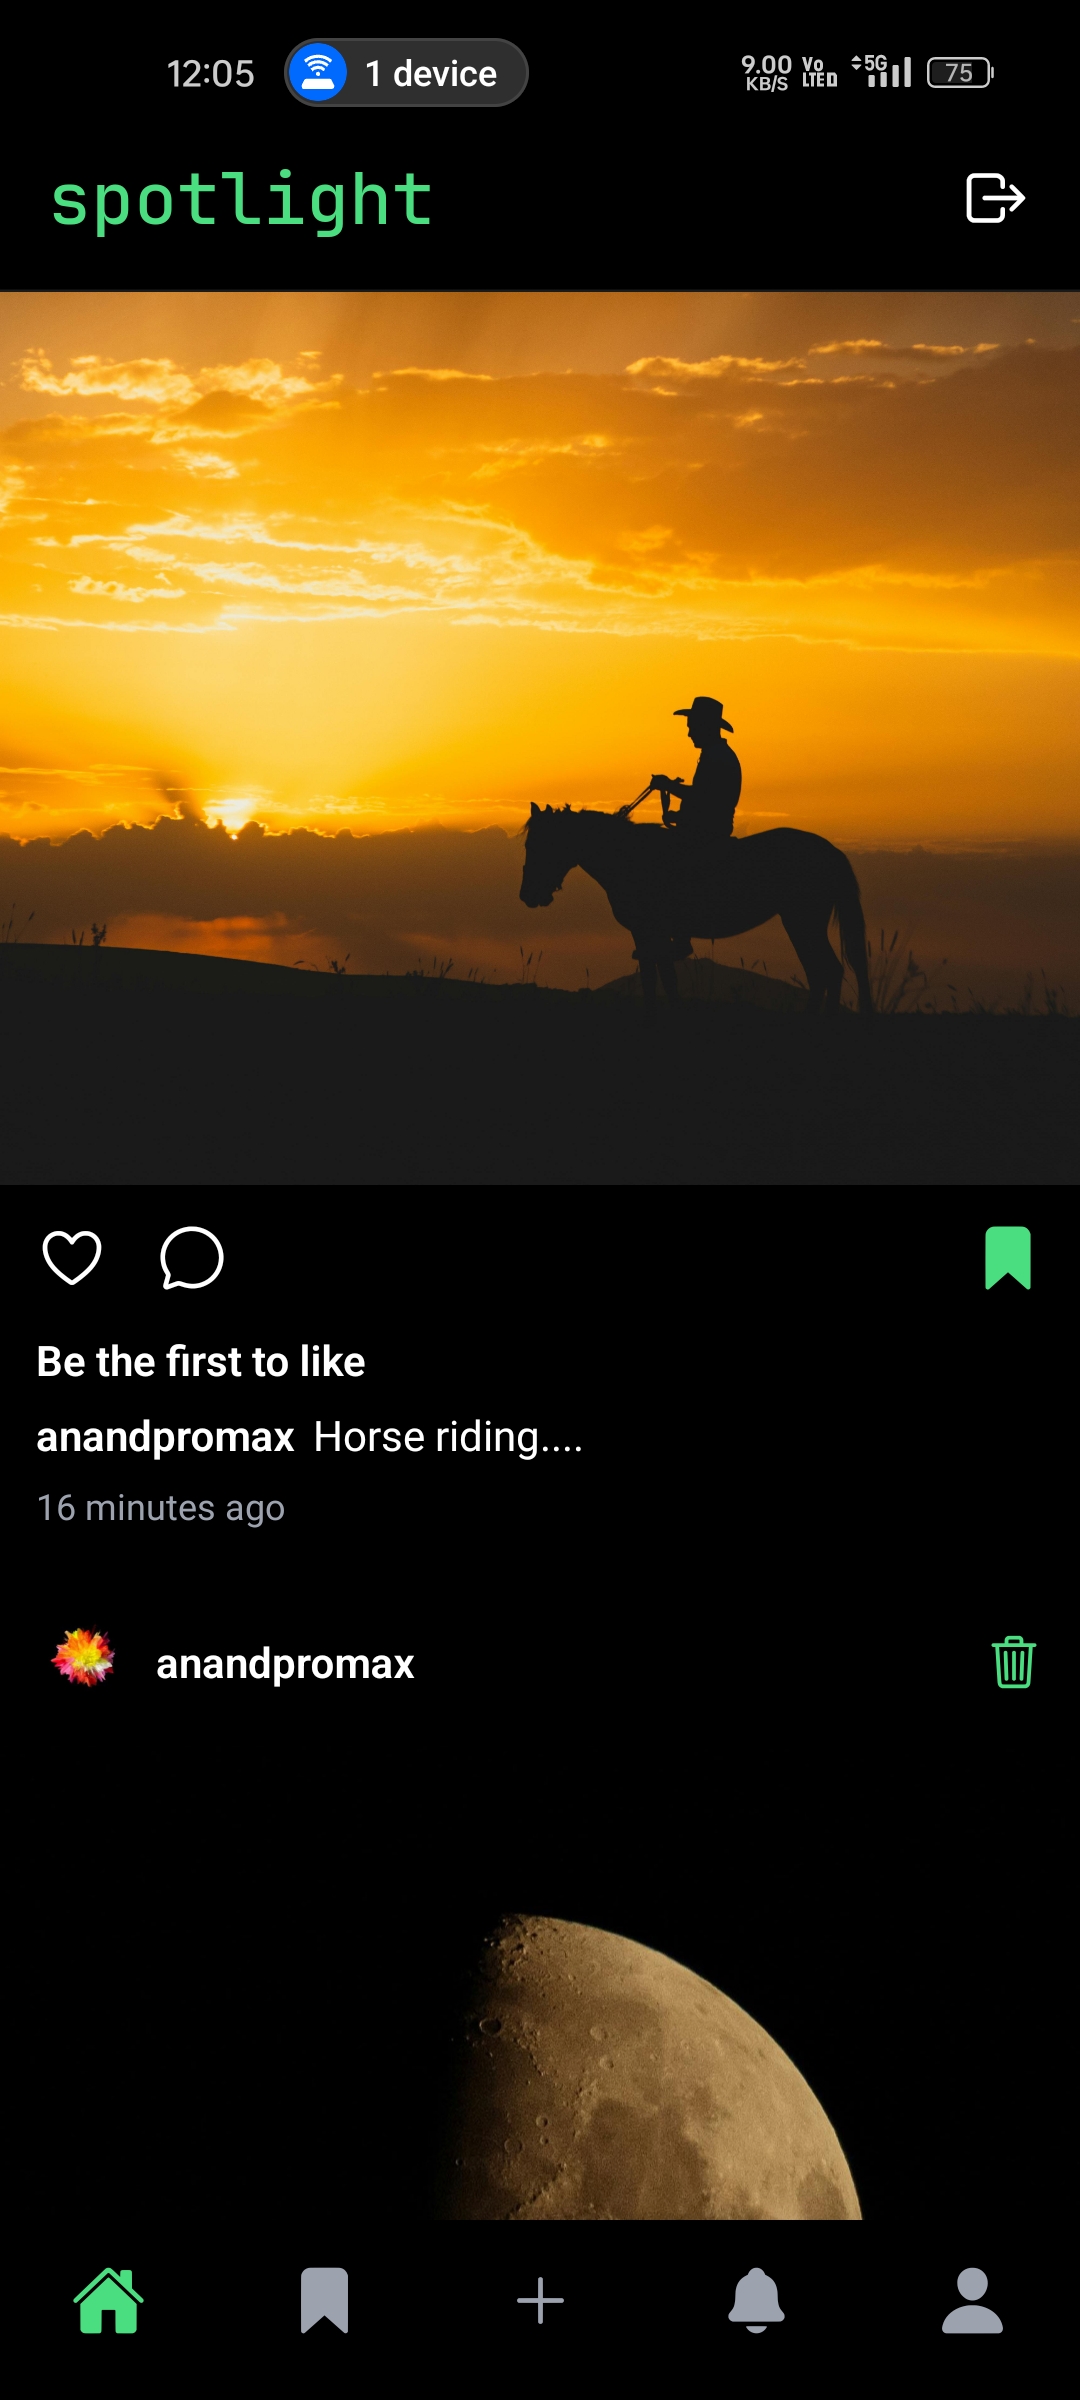 12:05 1 device 9.00 KB/S Vo LTE 5G 75
spotlight
Be the first to like
anandpromax Horse riding....
16 minutes ago
anandpromax